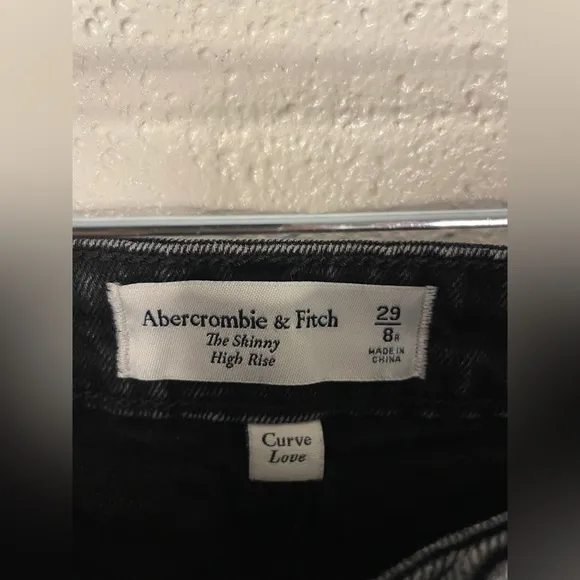 Abercrombie & Fitch
The Skinny
High Rise
29
8R
MADE IN
CHINA
Curve
Love